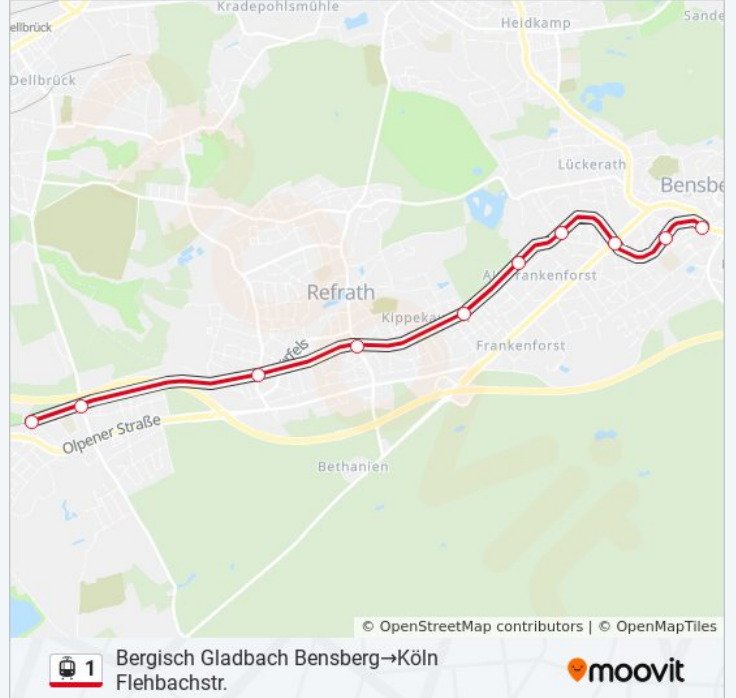 Kradepohlsmühle
Sande
ellbrück
Heidkamp
Dellbrück
Lückerath
Bensbe
Refrath
Frankenforst
Kippeka
Frankenforst
Olpener Straße
Bethanien
© OpenStreetMap contributors | © OpenMapTiles
1
Bergisch Gladbach Bensberg→Köln
Flehbachstr.
moovit